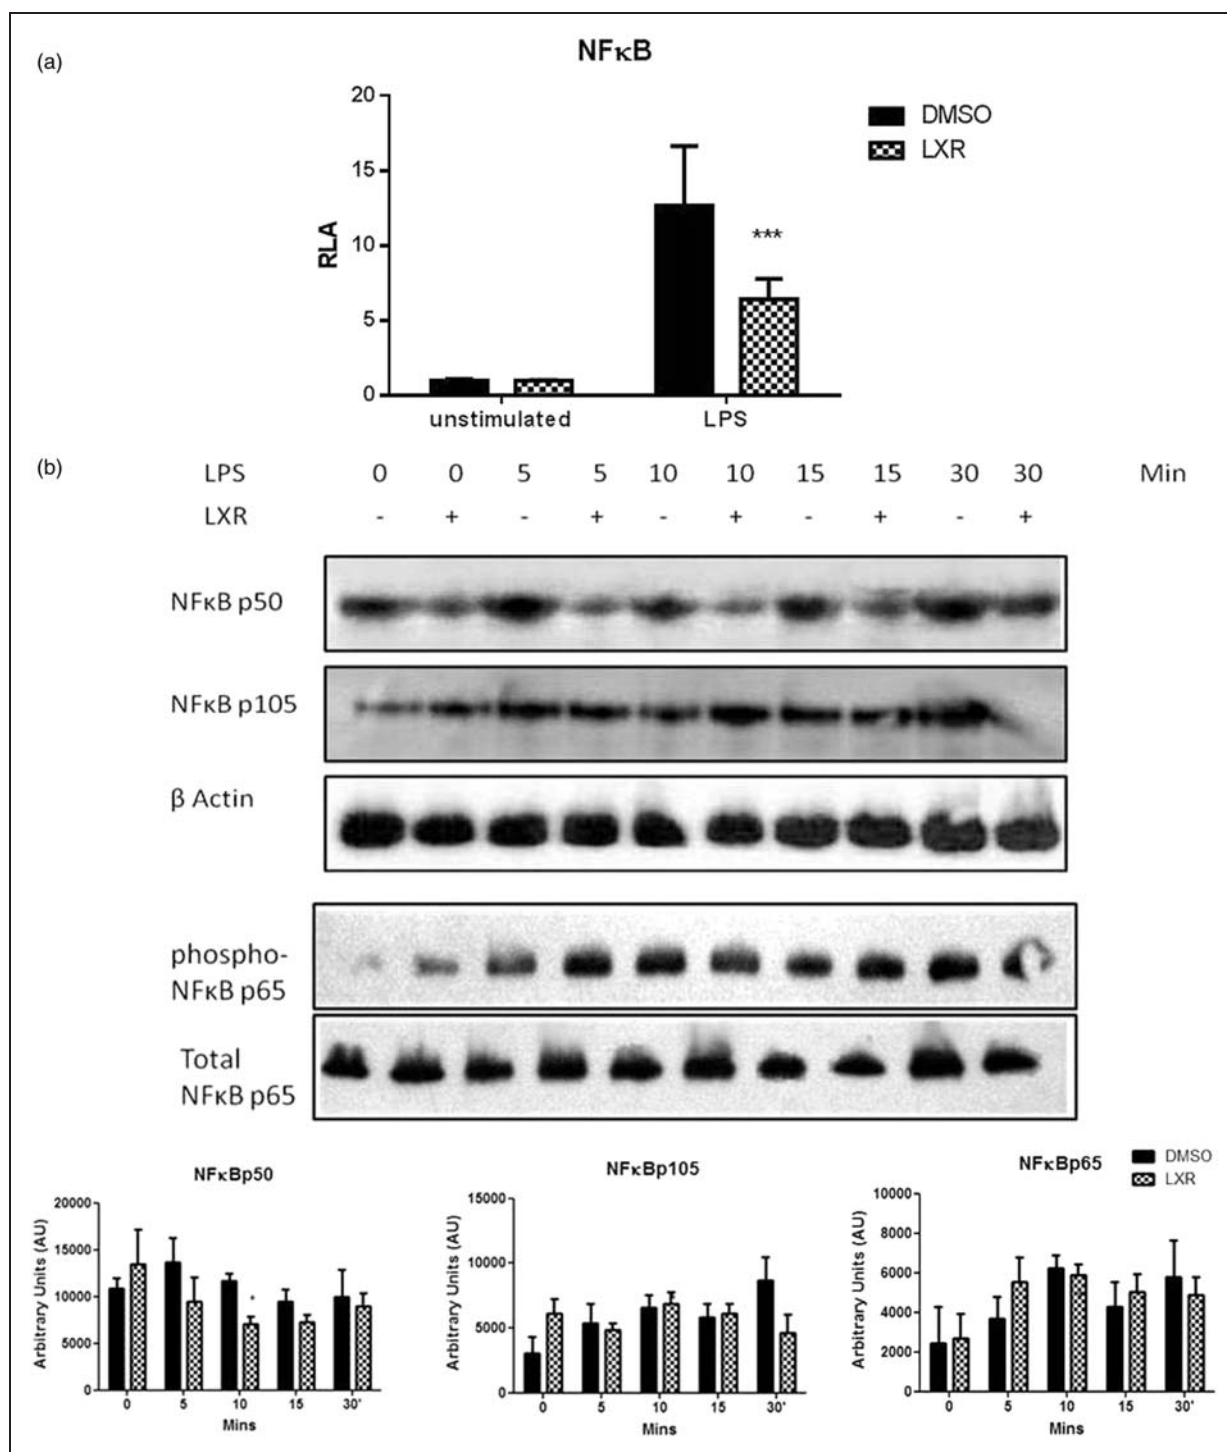 (a)
NFκB
20
15
10
5
0
RLA
DMSO
LXR
***
unstimulated LPS
(b)
LPS 0 0 5 5 10 10 15 15 30 30 Min
LXR - + - + - + - + - +
NFκB p50
NFκB p105
β Actin
phospho-
NFκB p65
Total
NFκB p65
NFκBp50
20000
15000
10000
5000
0
Arbitrary Units (AU)
*
0 5 10 15 30'
Mins
NFκBp105
15000
10000
5000
0
Arbitrary Units (AU)
0 5 10 15 30'
Mins
NFκBp65
DMSO
LXR
10000
8000
6000
4000
2000
0
Arbitrary Units (AU)
0 5 10 15 30'
Mins